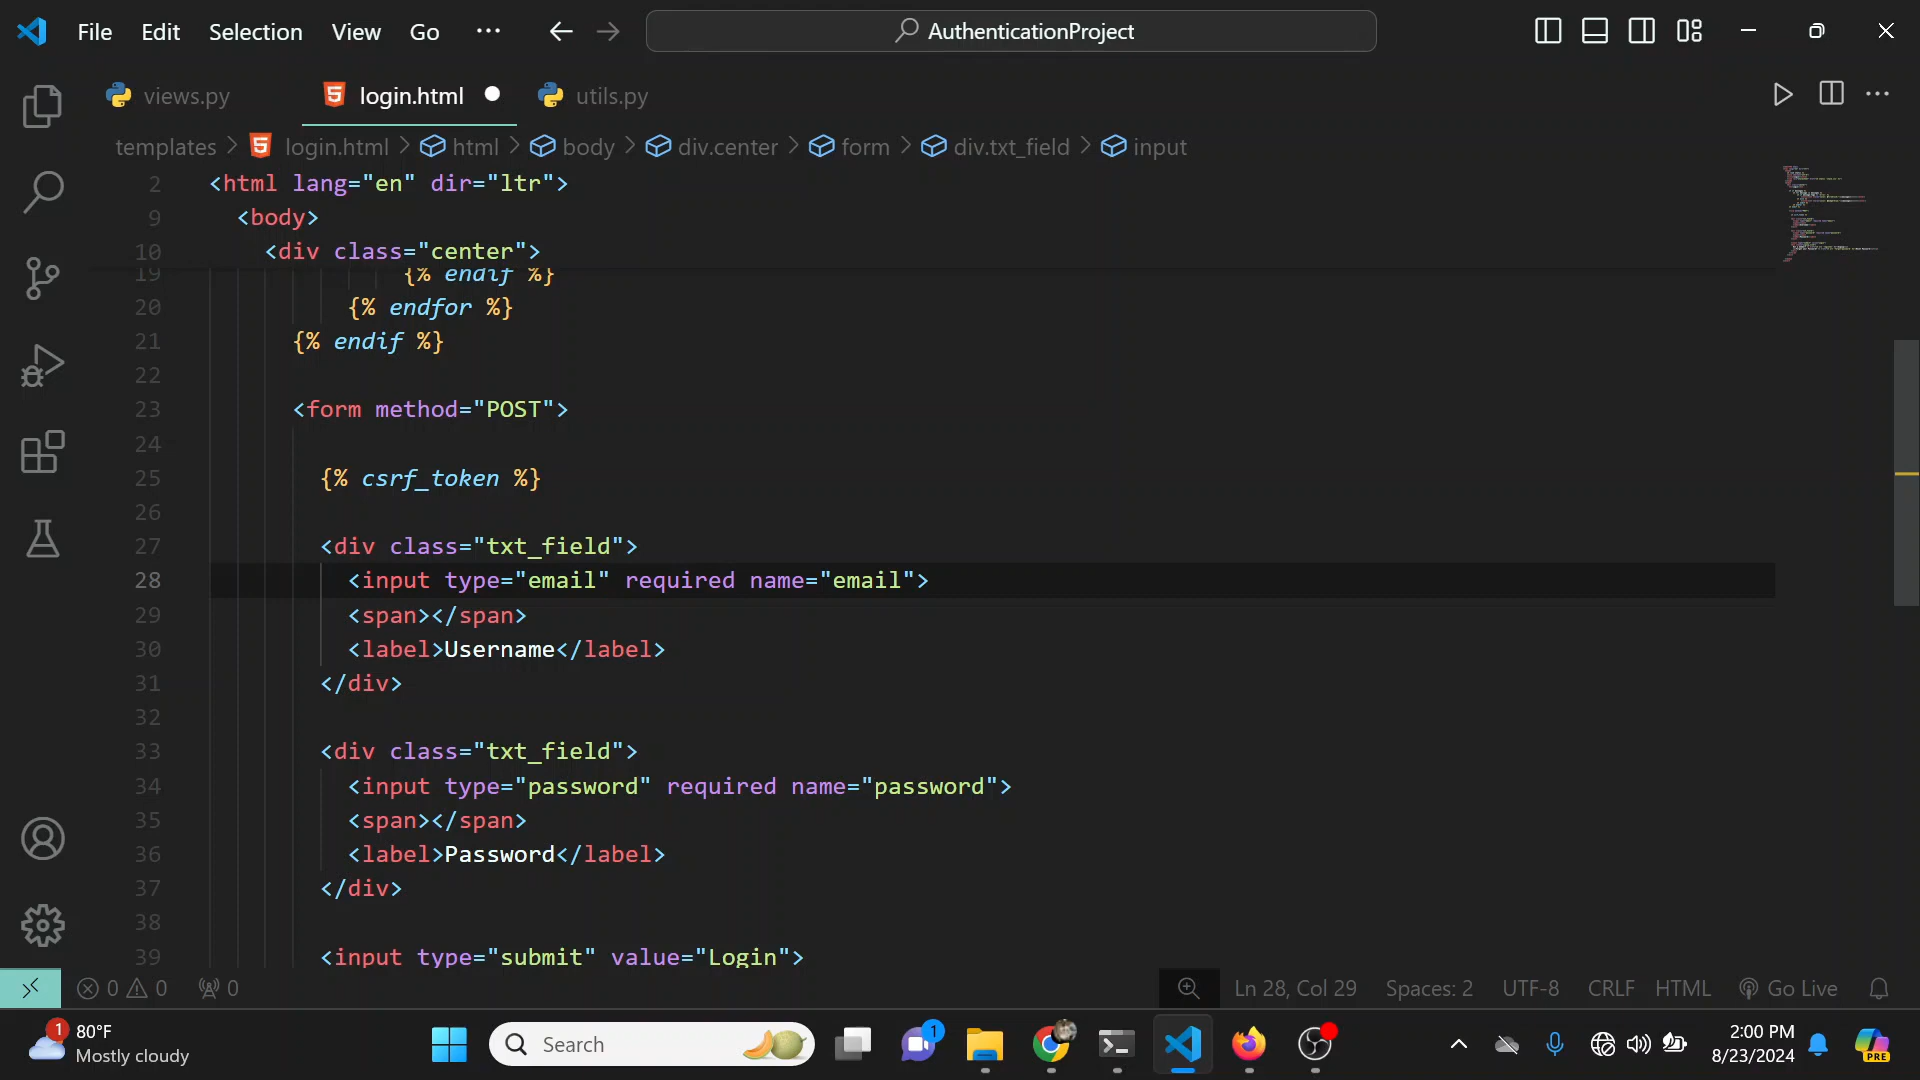 File Edit Selection View Go ··· AuthenticationProject
views.py login.html utils.py
templates > login.html > html > body > div.center > form > div.txt_field > input
2 <html lang="en" dir="ltr">
9 <body>
10 <div class="center">
19 {% endif %}
20 {% endfor %}
21 {% endif %}
22
23 <form method="POST">
24
25 {% csrf_token %}
26
27 <div class="txt_field">
28 <input type="email" required name="email">
29 <span></span>
30 <label>Username</label>
31 </div>
32
33 <div class="txt_field">
34 <input type="password" required name="password">
35 <span></span>
36 <label>Password</label>
37 </div>
38
39 <input type="submit" value="Login">
0 0 0 Ln 28, Col 29 Spaces: 2 UTF-8 CRLF HTML Go Live
1 80°F
Mostly cloudy
Search
1
2:00 PM
8/23/2024
PRE